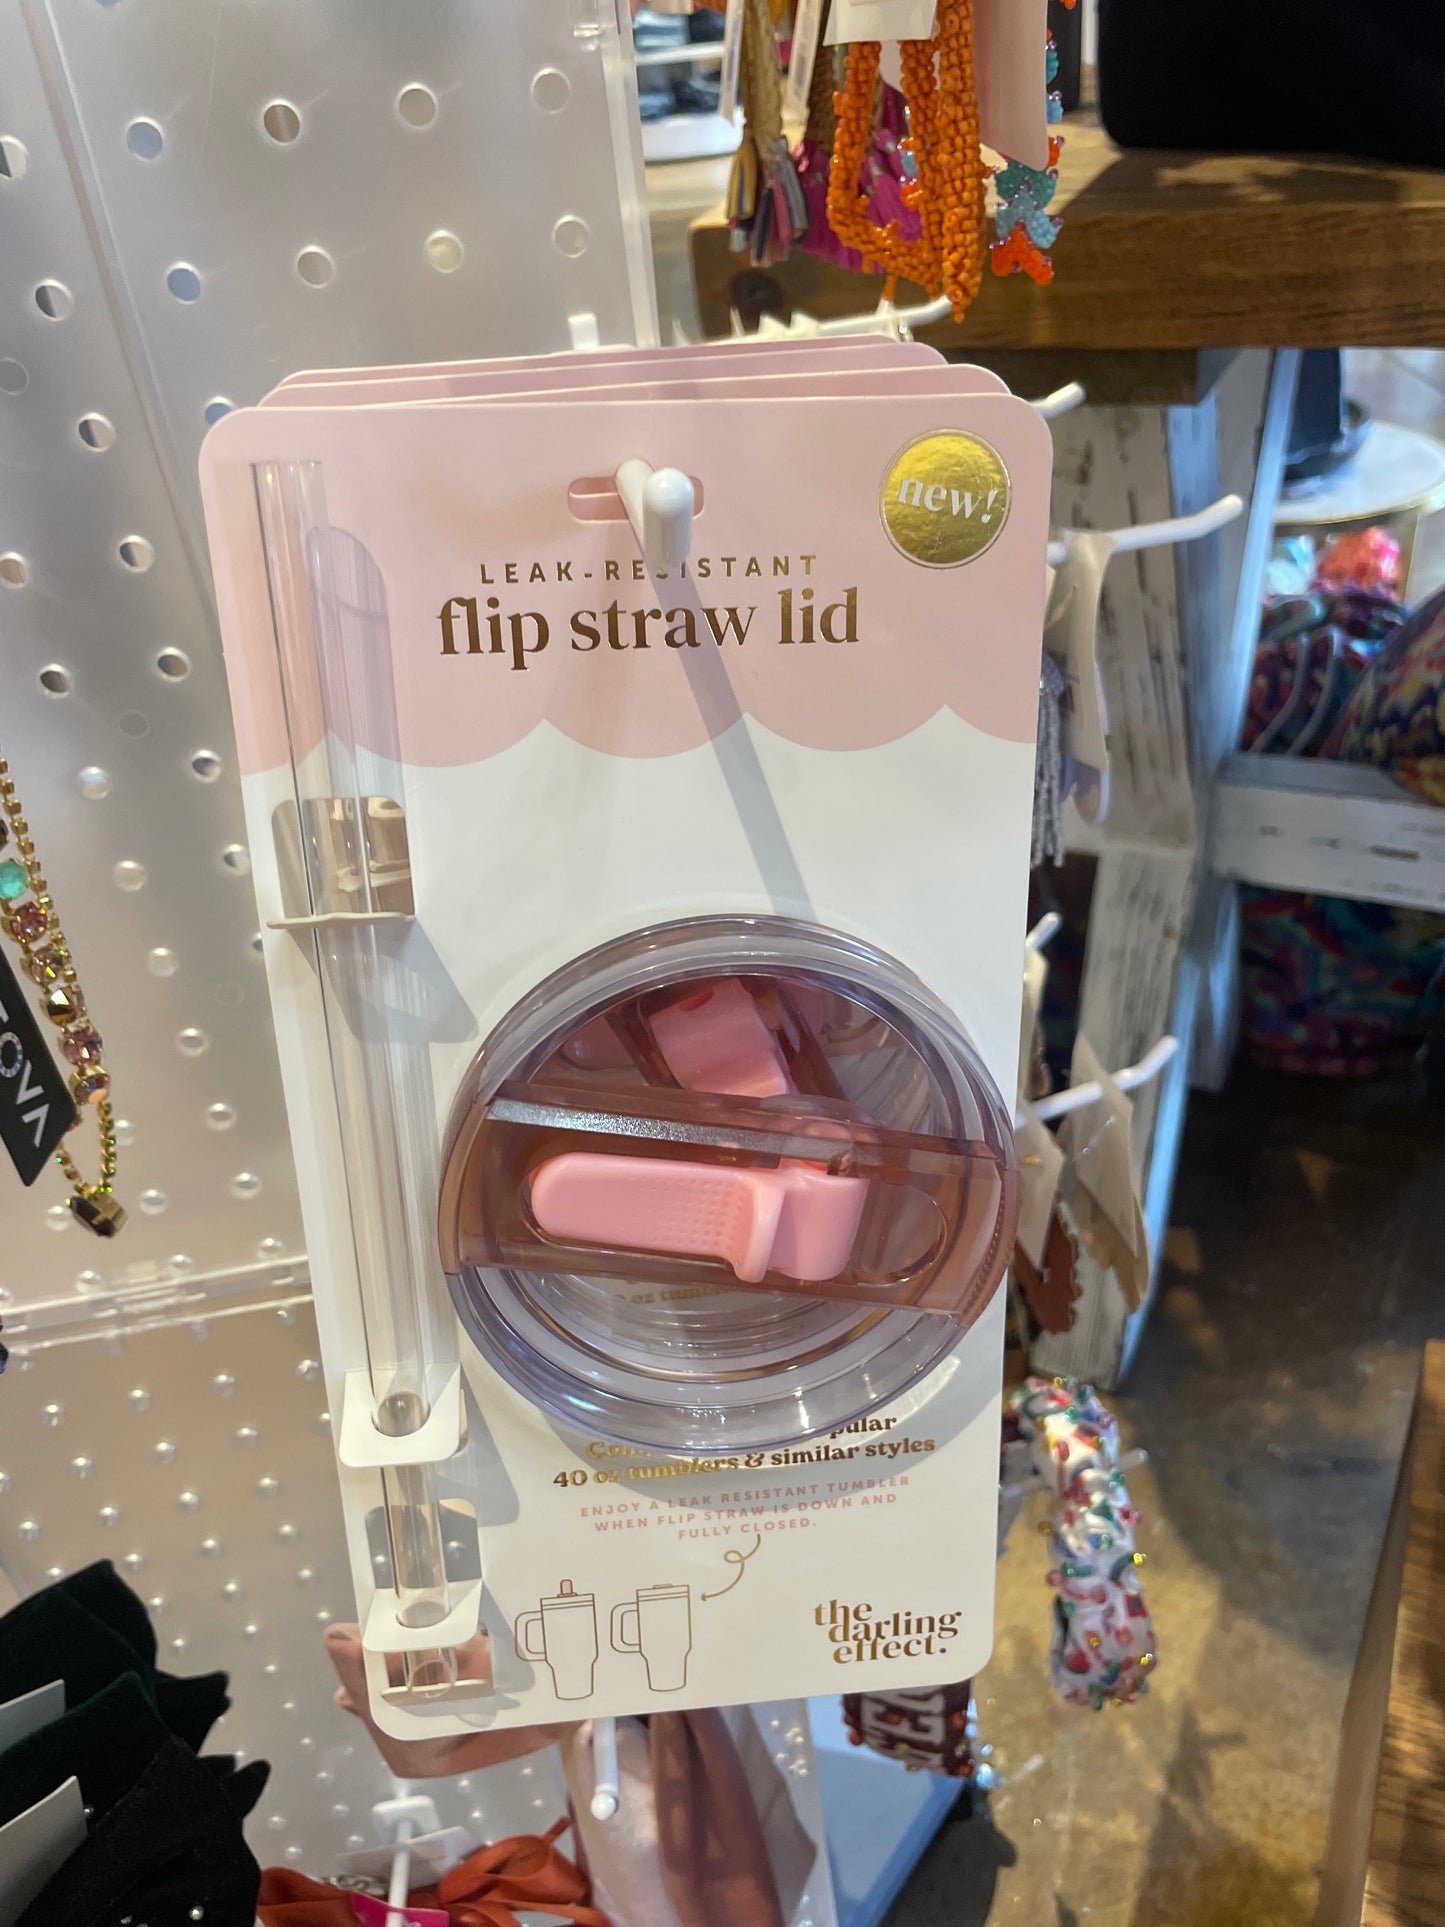 new!
LEAK-RESISTANT
flip straw lid
40 oz tumblers & similar styles
ENJOY A LEAK RESISTANT TUMBLER
WHEN FLIP STRAW IS DOWN AND
FULLY CLOSED.
the
darling
effect.